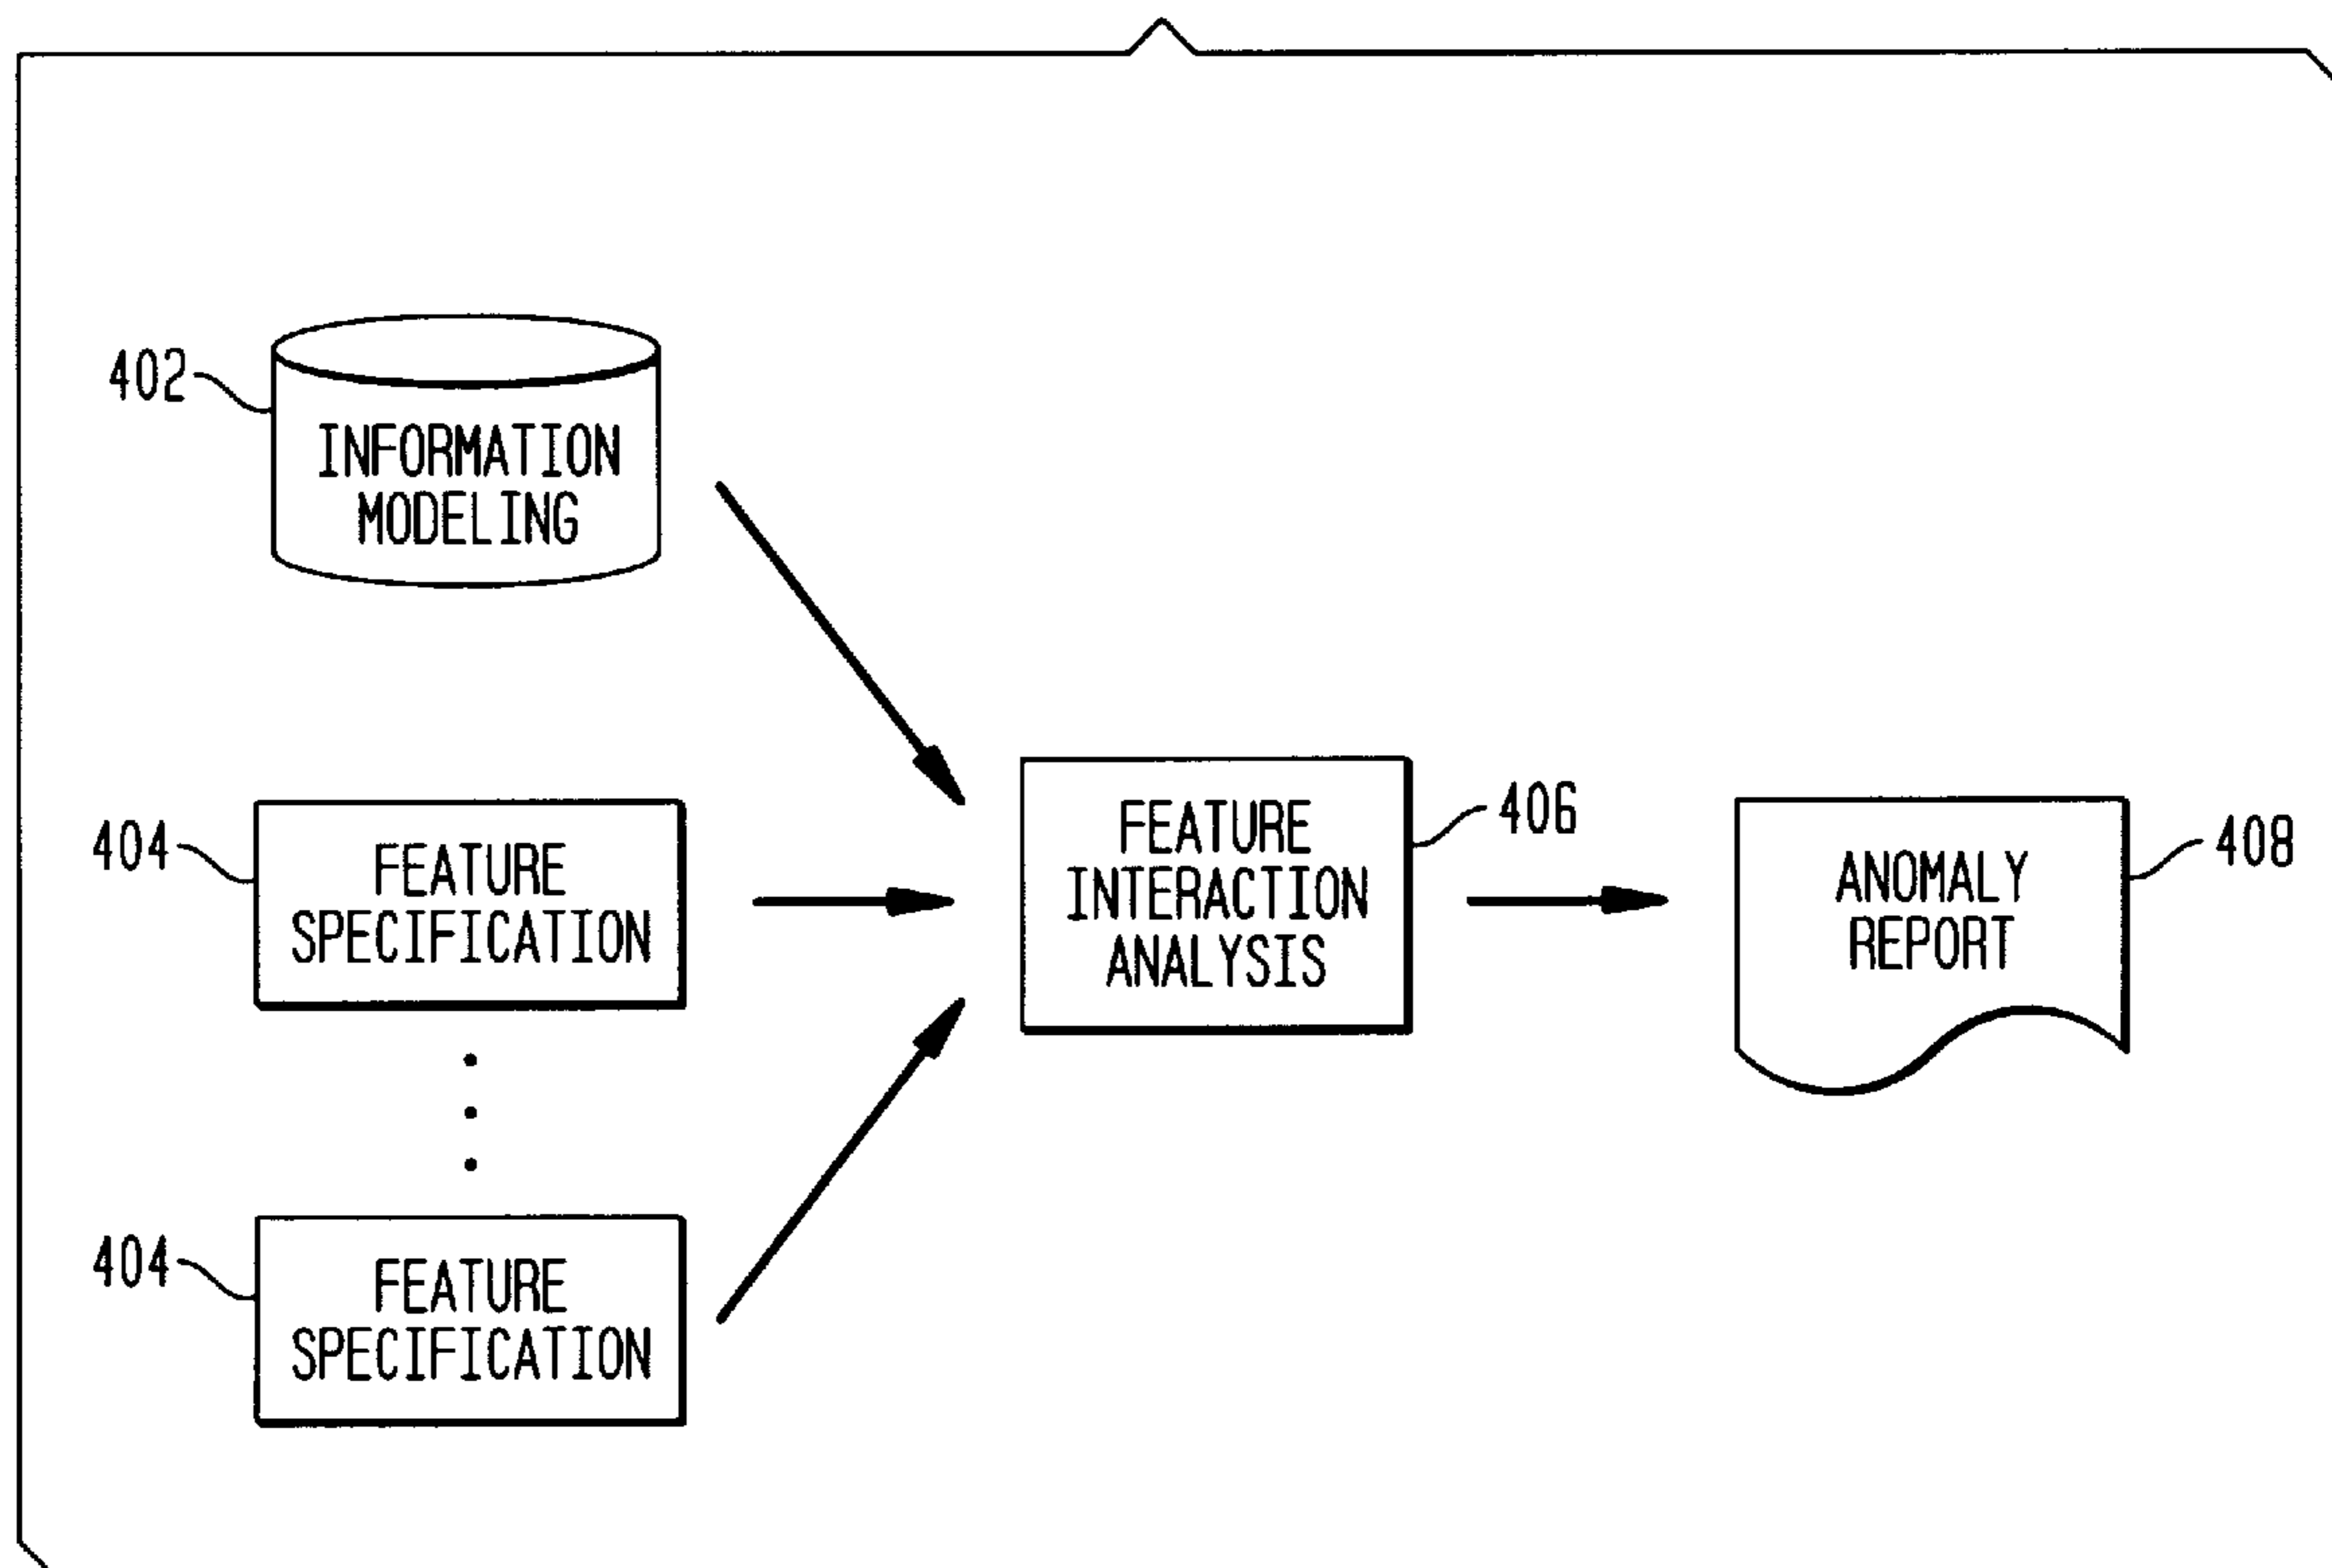 402
INFORMATION
MODELING
404
FEATURE
SPECIFICATION
404
FEATURE
SPECIFICATION
FEATURE
INTERACTION
ANALYSIS
406
ANOMALY
REPORT
408